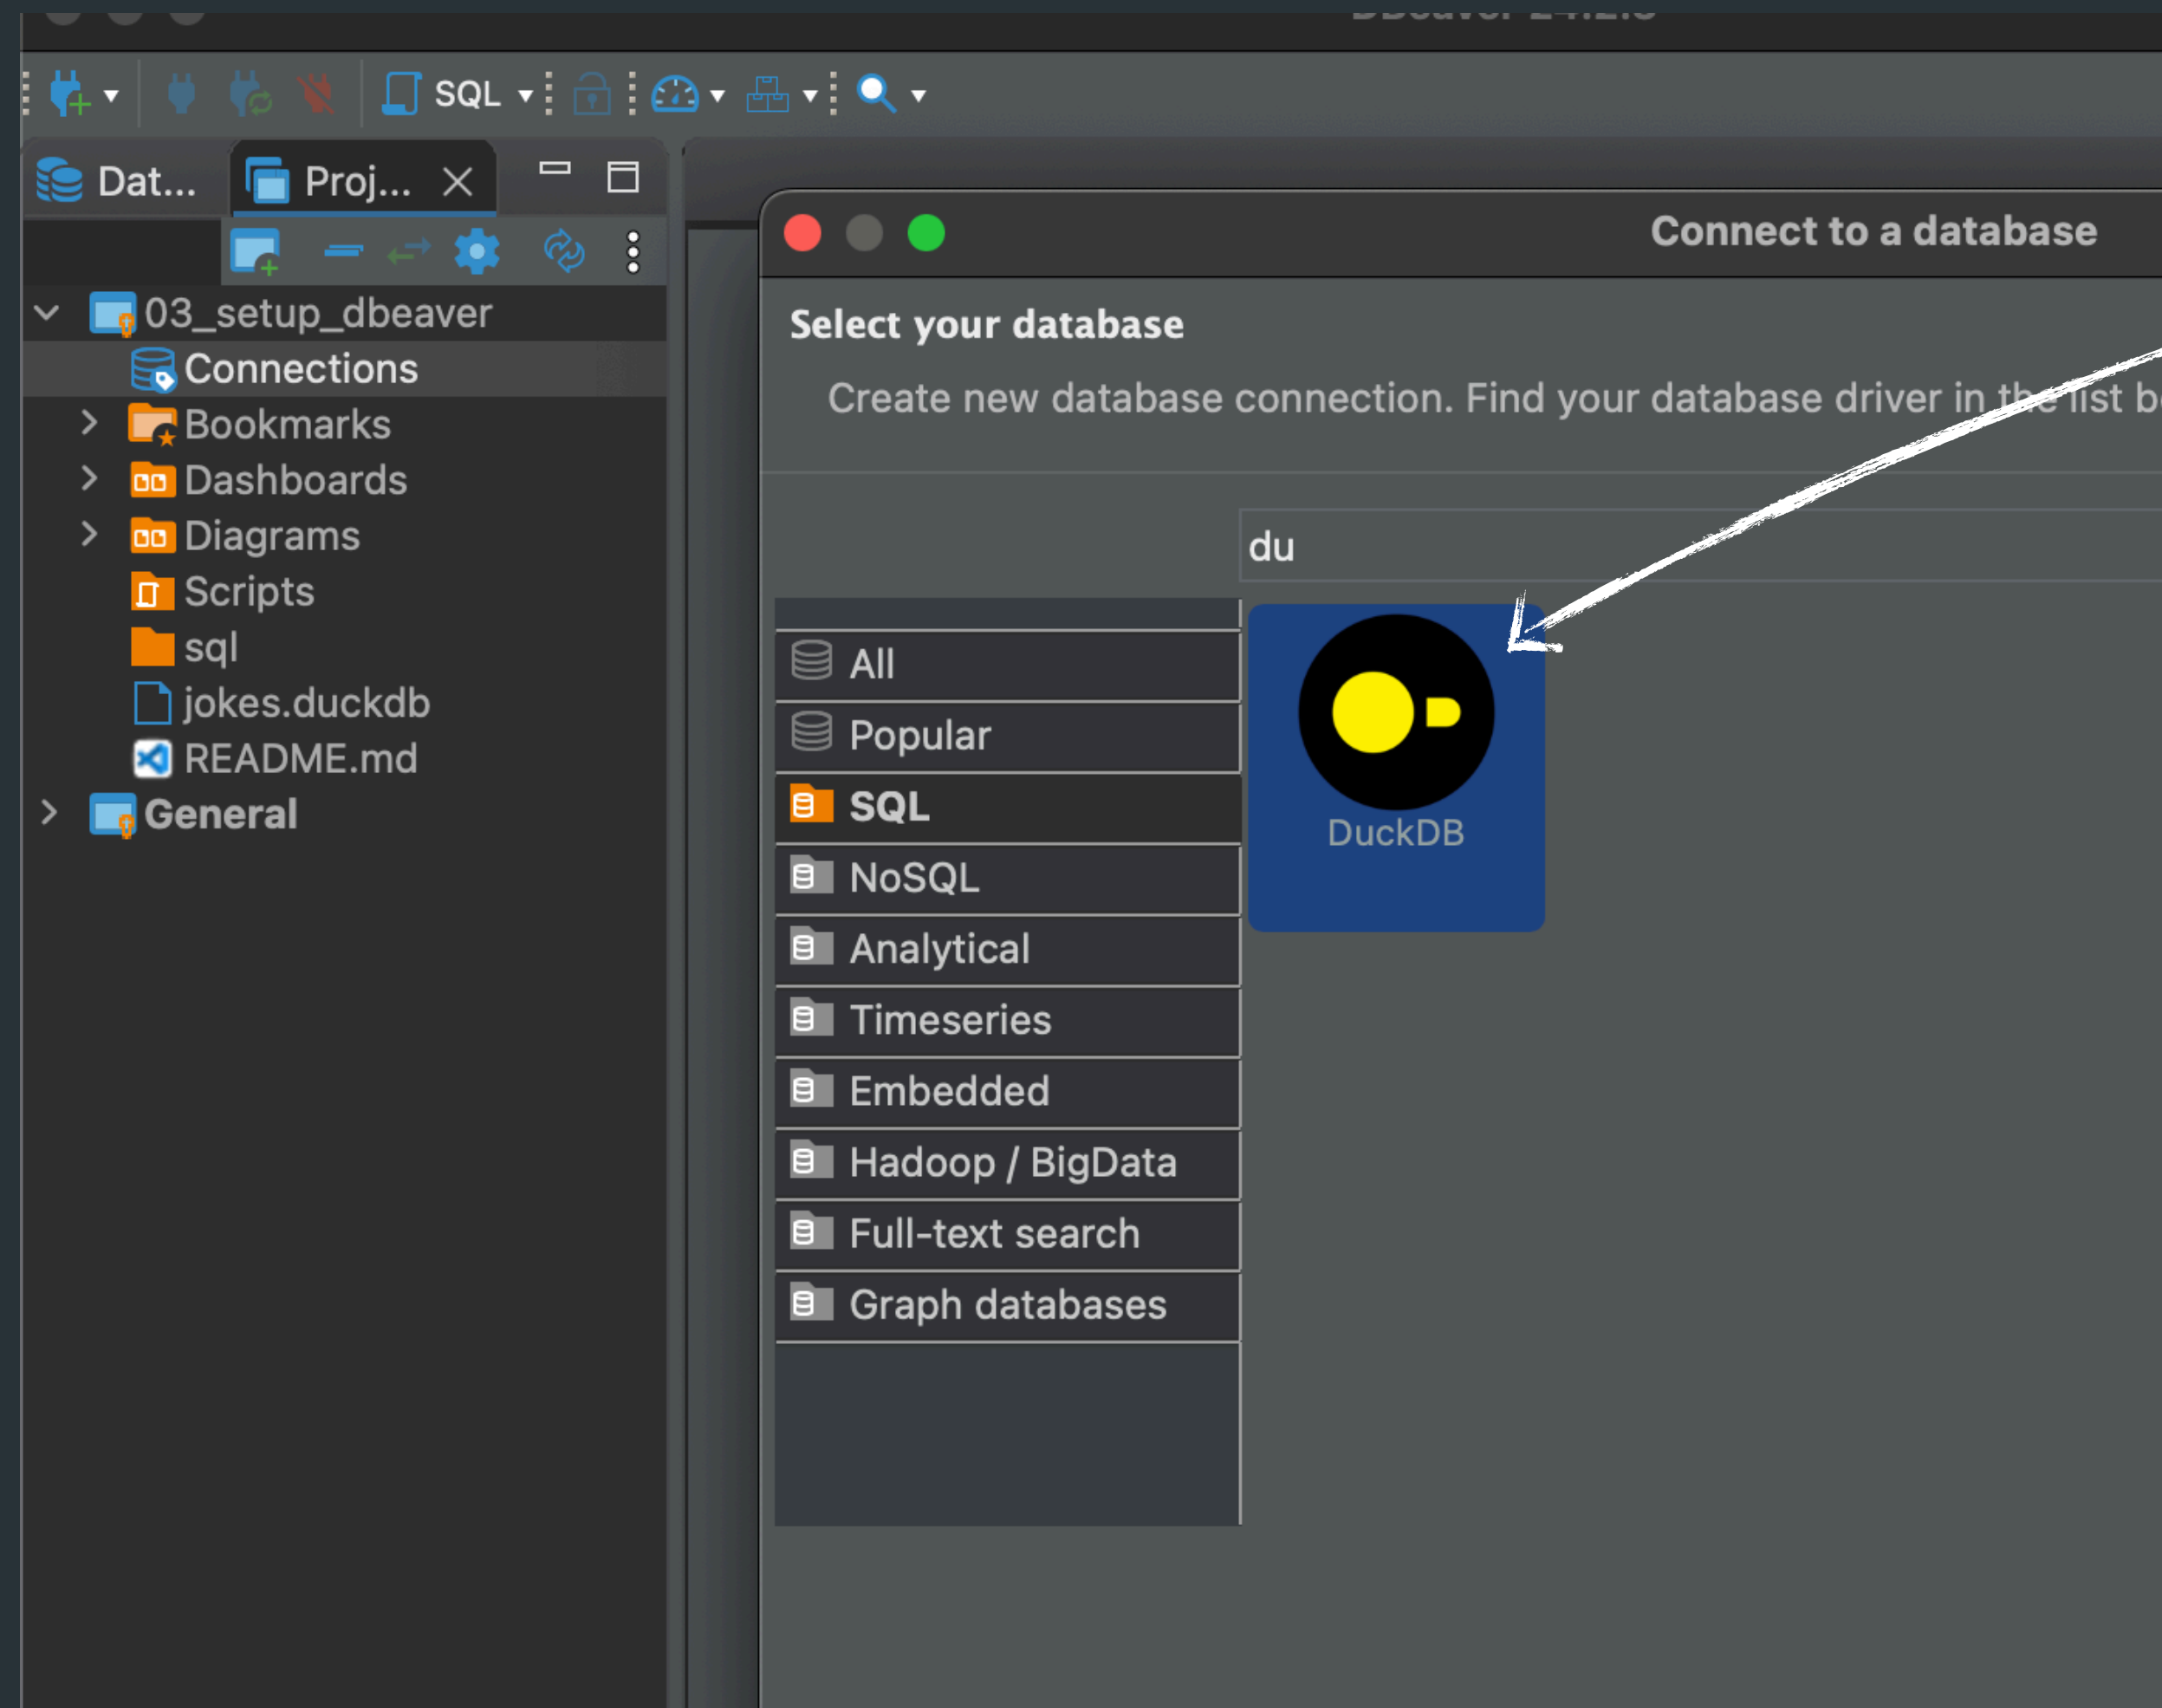 SQL
Dat...
Proj...
Connect to a database
03_setup_dbeaver
Connections
Bookmarks
Dashboards
Diagrams
Scripts
sql
jokes.duckdb
README.md
General
Select your database
Create new database connection. Find your database driver in the list
du
All
Popular
SQL
NoSQL
Analytical
Timeseries
Embedded
Hadoop / BigData
Full-text search
Graph databases
DuckDB